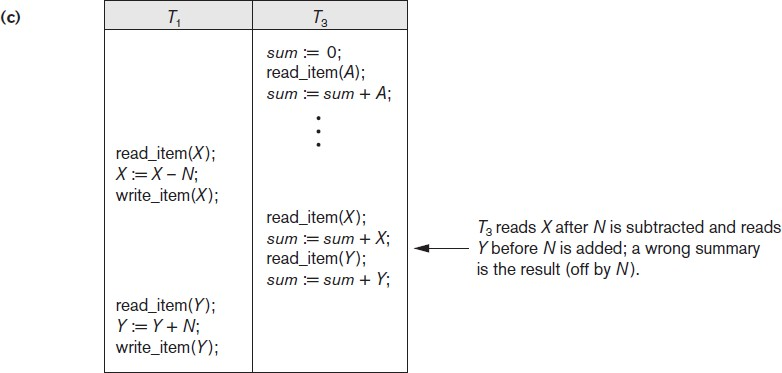 (c)
T1 T3
sum := 0;
read_item(A);
sum := sum + A;
read_item(X);
X := X – N;
write_item(X);
read_item(X);
sum := sum + X;
read_item(Y);
sum := sum + Y;
T3 reads X after N is subtracted and reads
Y before N is added; a wrong summary
is the result (off by N).
read_item(Y);
Y := Y + N;
write_item(Y);